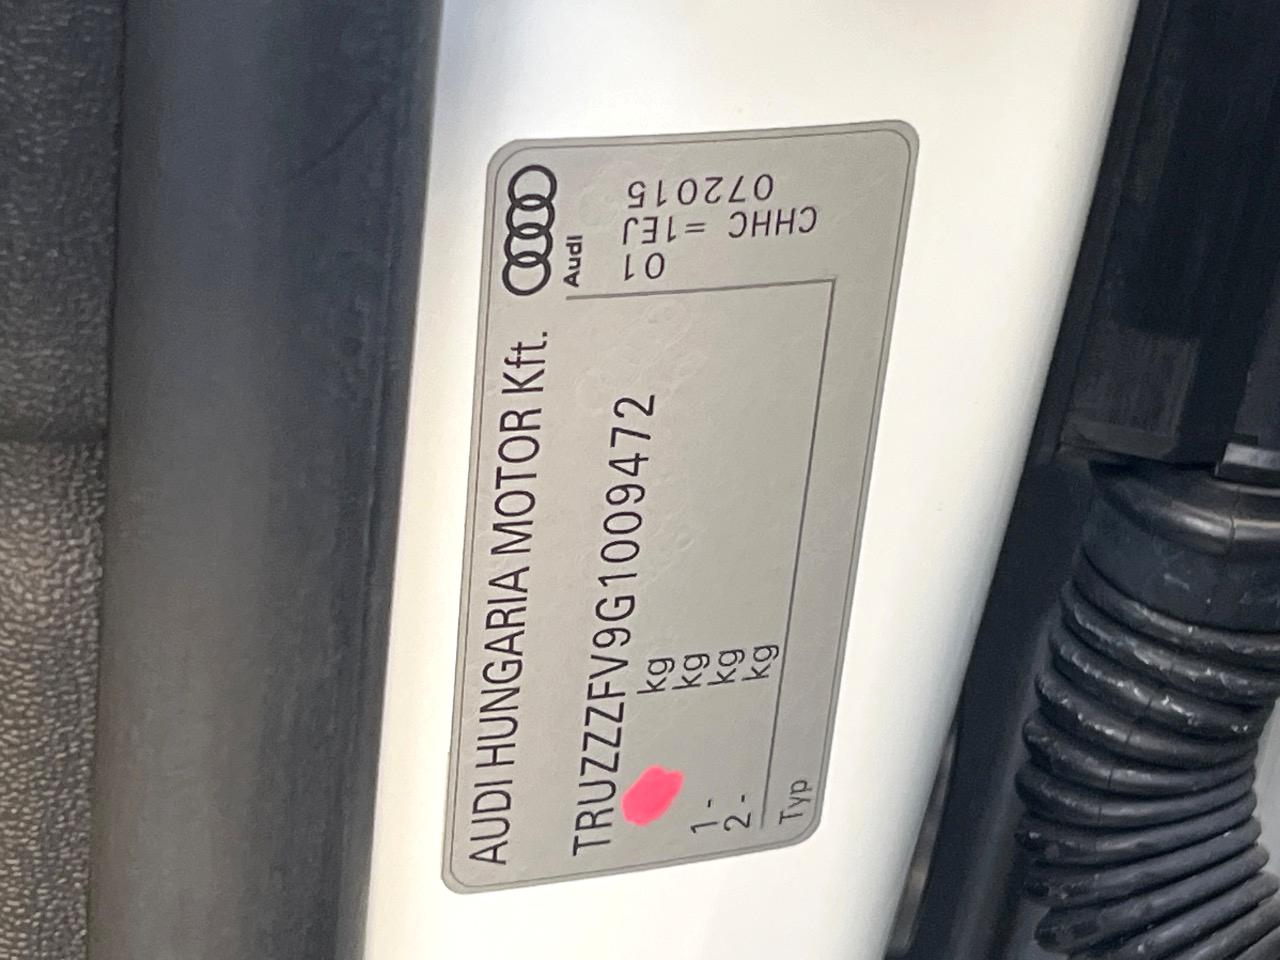 AUDI HUNGARIA MOTOR Kft.
Audi
TRUZZZFV9G1009472
kg
kg
1- kg
2- kg
Typ
01
CHHC =1EJ
072015